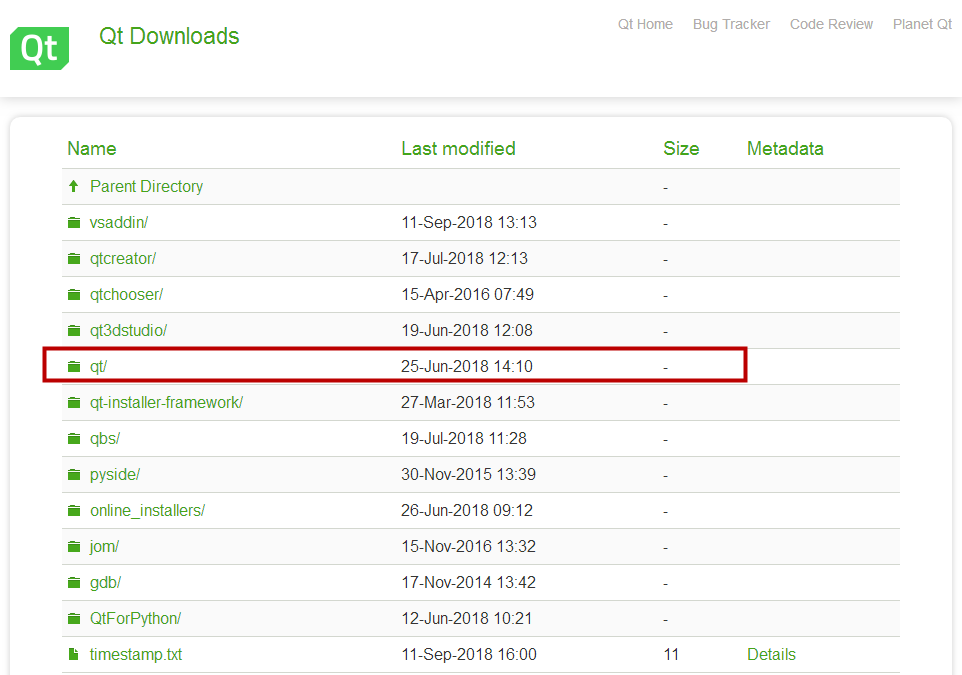 Qt Qt Downloads Qt Home Bug Tracker Code Review Planet Qt
Name Last modified Size Metadata
Parent Directory -
vsaddin/ 11-Sep-2018 13:13 -
qtcreator/ 17-Jul-2018 12:13 -
qtchooser/ 15-Apr-2016 07:49 -
qt3dstudio/ 19-Jun-2018 12:08 -
qt/ 25-Jun-2018 14:10 -
qt-installer-framework/ 27-Mar-2018 11:53 -
qbs/ 19-Jul-2018 11:28 -
pyside/ 30-Nov-2015 13:39 -
online_installers/ 26-Jun-2018 09:12 -
jom/ 15-Nov-2016 13:32 -
gdb/ 17-Nov-2014 13:42 -
QtForPython/ 12-Jun-2018 10:21 -
timestamp.txt 11-Sep-2018 16:00 11 Details